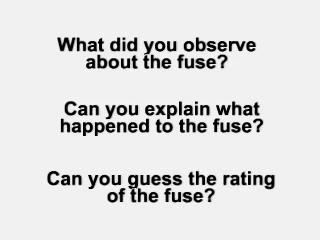 What did you observe
about the fuse?
Can you explain what
happened to the fuse?
Can you guess the rating
of the fuse?